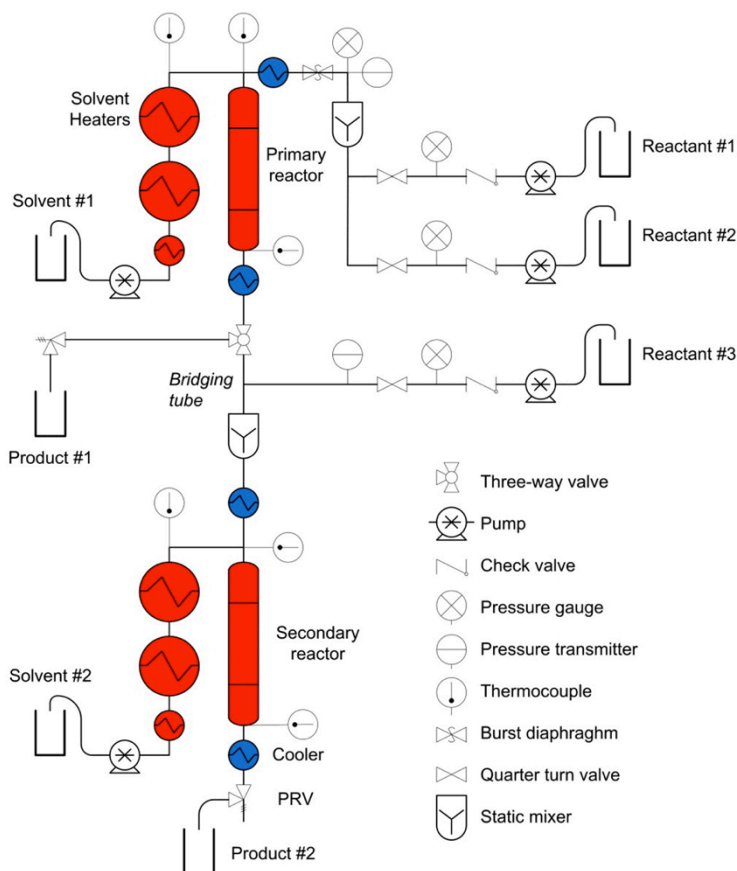 Solvent
Heaters
Primary
reactor
Reactant #1
Solvent #1
Reactant #2
Reactant #3
Bridging
tube
Product #1
Three-way valve
Pump
Check valve
Pressure gauge
Secondary
reactor
Pressure transmitter
Solvent #2
Thermocouple
Burst diaphraghm
Cooler
Quarter turn valve
PRV
Static mixer
Product #2